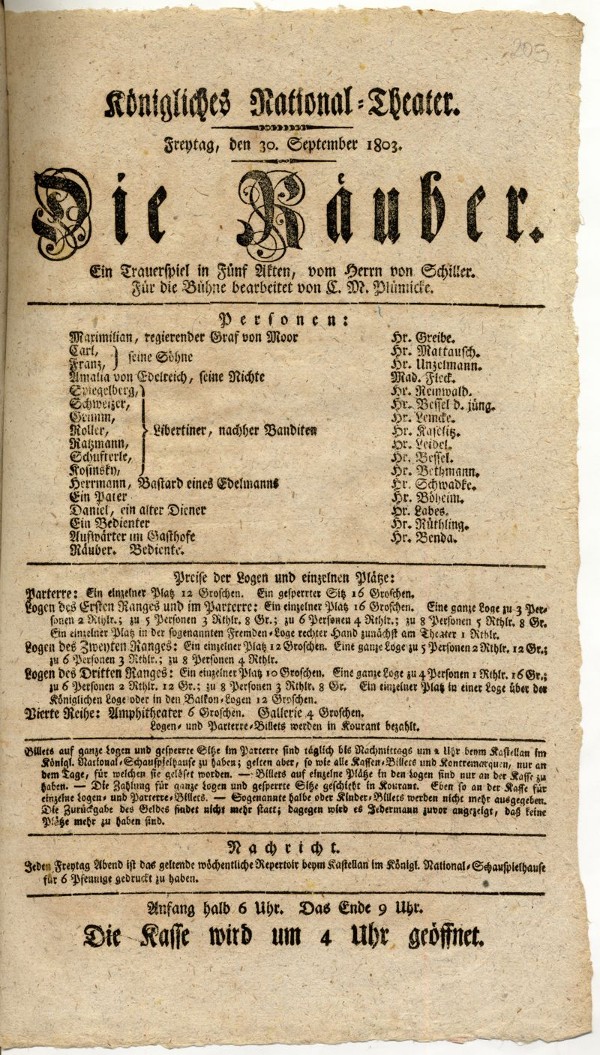 205
Königliches National-Theater.
Freytag, den 30. September 1803.
Die Räuber.
Ein Trauerspiel in Fünf Akten, vom Herrn von Schiller.
Für die Bühne bearbeitet von C. M. Plümicke.
Personen:
Maximilian, regierender Graf von Moor Hr. Greibe.
Carl, Hr. Mattausch.
Franz, } seine Söhne Hr. Unzelmann.
Amalia von Edelreich, seine Nichte Mad. Fleck.
Spiegelberg, Hr. Reinwald.
Schweizer, Hr. Bessel d. jüng.
Grimm, Hr. Lemcke.
Roller, } Libertiner, nachher Banditen Hr. Kaselitz.
Razmann, Hr. Leidel.
Schufterle, Hr. Bessel.
Kosinsky, Hr. Bethmann.
Herrmann, Bastard eines Edelmanns Hr. Schwadke.
Ein Pater Hr. Böheim.
Daniel, ein alter Diener Hr. Labes.
Ein Bedienter Hr. Rüthling.
Aufwärter im Gasthofe Hr. Benda.
Räuber. Bediente.
Preise der Logen und einzelnen Plätze:
Parterre: Ein einzelner Platz 12 Groschen. Ein gesperrter Sitz 16 Groschen.
Logen des Ersten Ranges und im Parterre: Ein einzelner Platz 16 Groschen. Eine ganze Loge zu 3 Per-
sonen 2 Rthlr.; zu 5 Personen 3 Rthlr. 8 Gr.; zu 6 Personen 4 Rthlr.; zu 8 Personen 5 Rthlr. 8 Gr.
Ein einzelner Platz in der sogenannten Fremden-Loge rechter Hand zunächst am Theater 1 Rthlr.
Logen des Zweyten Ranges: Ein einzelner Platz 12 Groschen. Eine ganze Loge zu 5 Personen 2 Rthlr. 12 Gr.;
zu 6 Personen 3 Rthlr.; zu 8 Personen 4 Rthlr.
Logen des Dritten Ranges: Ein einzelner Platz 10 Groschen. Eine ganze Loge zu 4 Personen 1 Rthlr. 16 Gr.;
zu 6 Personen 2 Rthlr. 12 Gr.; zu 8 Personen 3 Rthlr. 8 Gr. Ein einzelner Platz in einer Loge über der
Königlichen Loge oder in den Balkon-Logen 12 Groschen.
Vierte Reihe: Amphitheater 6 Groschen. Gallerie 4 Groschen.
Logen- und Parterre-Billets werden in Kourant bezahlt.
Billets auf ganze Logen und gesperrte Sitze im Parterre sind täglich bis Nachmittags um 2 Uhr beym Kastellan im
Königl. National-Schauspielhause zu haben; gelten aber, so wie alle Kassen-Billets und Kontremarquen, nur an
dem Tage, für welchen sie gelöset worden. — Billets auf einzelne Plätze in den Logen sind nur an der Kasse zu
haben. — Die Zahlung für ganze Logen und gesperrte Sitze geschieht in Kourant. Eben so an der Kasse für
einzelne Logen- und Parterre-Billets. — Sogenannte halbe oder Kinder-Billets werden nicht mehr ausgegeben.
Die Zurückgabe des Geldes findet nicht mehr statt; dagegen wird es Jedermann zuvor angezeigt, daß keine
Plätze mehr zu haben sind.
Nachricht.
Jeden Freytag Abend ist das geltende wöchentliche Repertoir beym Kastellan im Königl. National-Schauspielhause
für 6 Pfennige gedruckt zu haben.
Anfang halb 6 Uhr. Das Ende 9 Uhr.
Die Kasse wird um 4 Uhr geöffnet.